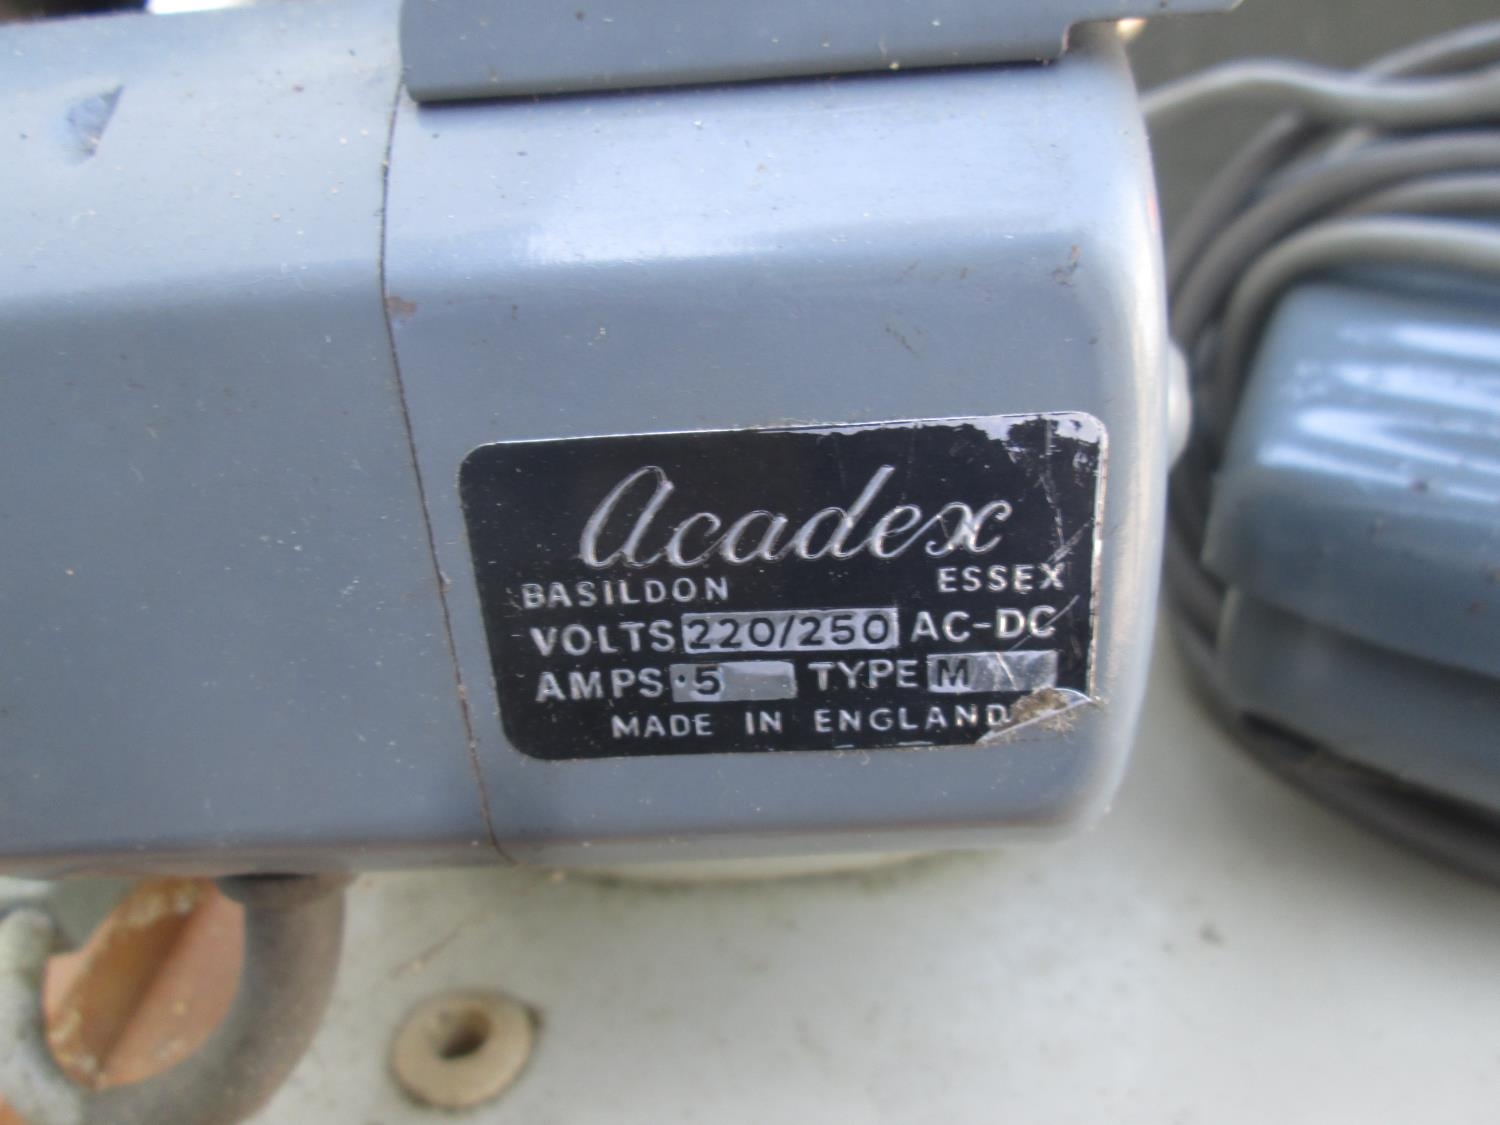 Acadex
BASILDON ESSEX
VOLTS 220/250 AC-DC
AMPS .5 TYPE M
MADE IN ENGLAND